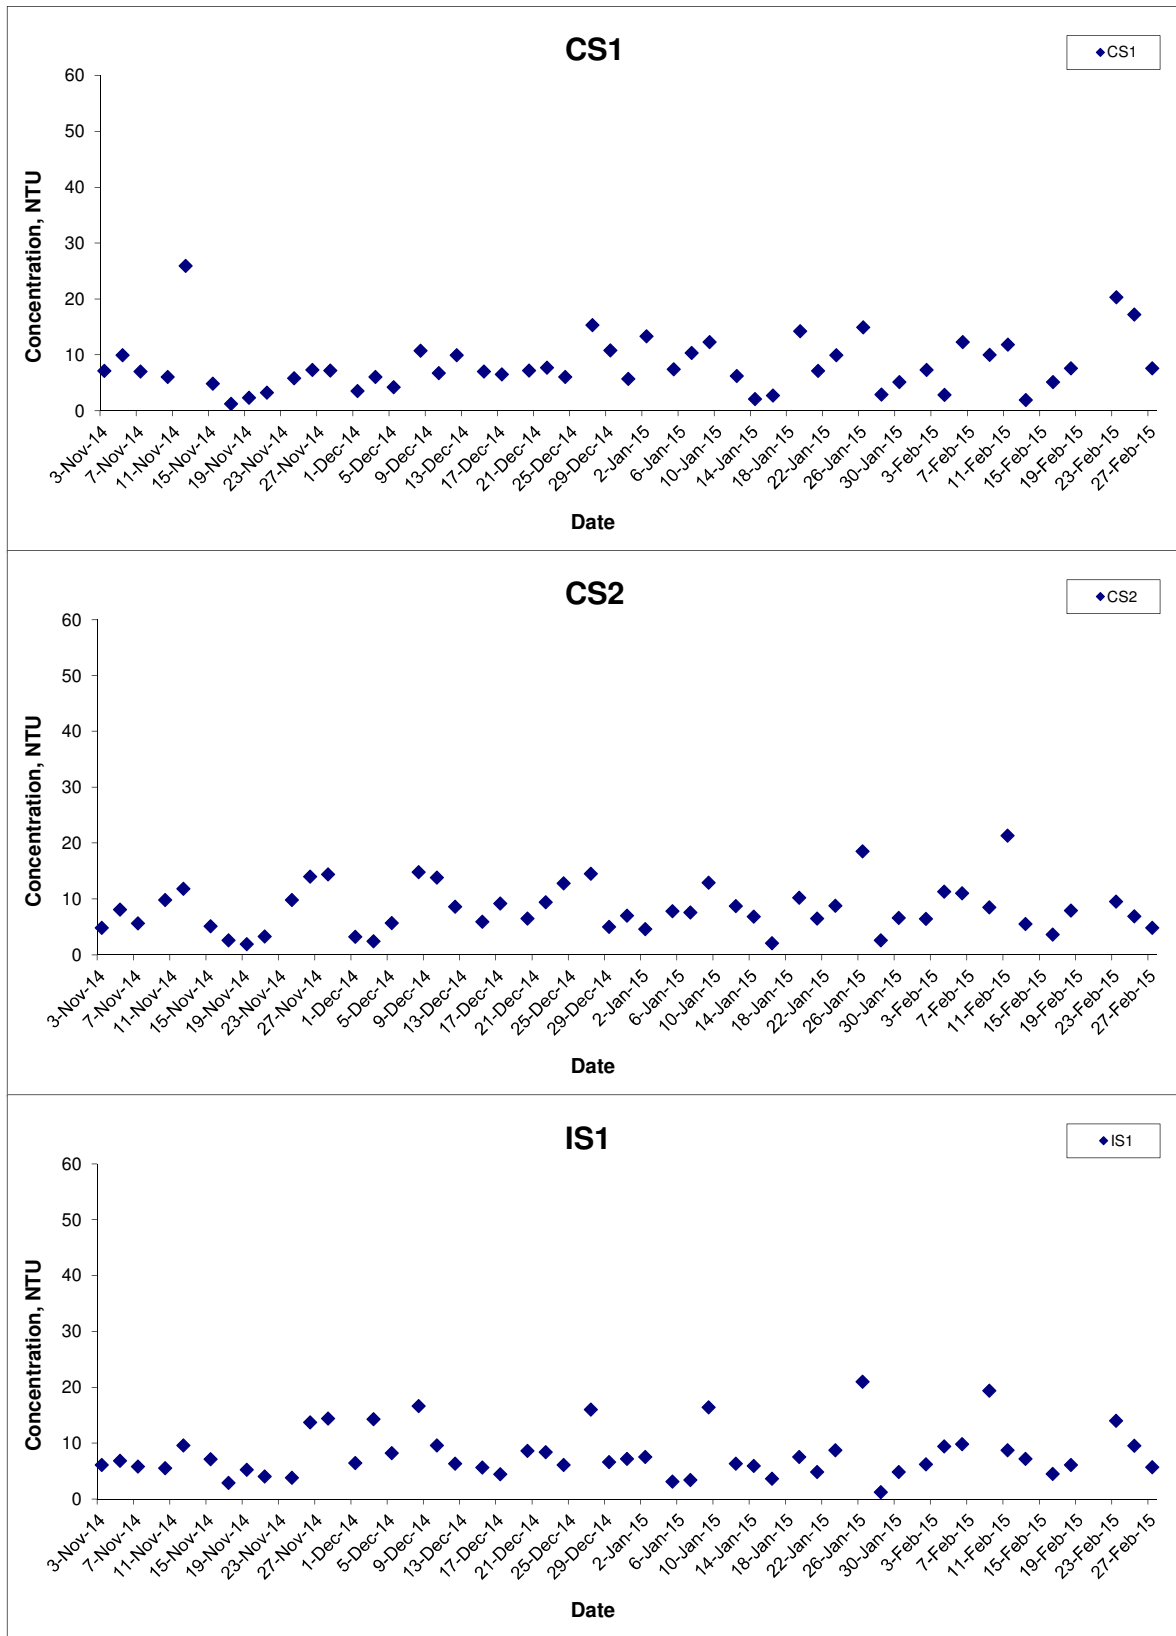 CS1
CS1
60
50
40
30
20
10
0
Concentration, NTU
3-Nov-14 7-Nov-14 11-Nov-14 15-Nov-14 19-Nov-14 23-Nov-14 27-Nov-14 1-Dec-14 5-Dec-14 9-Dec-14 13-Dec-14 17-Dec-14 21-Dec-14 25-Dec-14 29-Dec-14 2-Jan-15 6-Jan-15 10-Jan-15 14-Jan-15 18-Jan-15 22-Jan-15 26-Jan-15 30-Jan-15 3-Feb-15 7-Feb-15 11-Feb-15 15-Feb-15 19-Feb-15 23-Feb-15 27-Feb-15
Date
CS2
CS2
60
50
40
30
20
10
0
Concentration, NTU
3-Nov-14 7-Nov-14 11-Nov-14 15-Nov-14 19-Nov-14 23-Nov-14 27-Nov-14 1-Dec-14 5-Dec-14 9-Dec-14 13-Dec-14 17-Dec-14 21-Dec-14 25-Dec-14 29-Dec-14 2-Jan-15 6-Jan-15 10-Jan-15 14-Jan-15 18-Jan-15 22-Jan-15 26-Jan-15 30-Jan-15 3-Feb-15 7-Feb-15 11-Feb-15 15-Feb-15 19-Feb-15 23-Feb-15 27-Feb-15
Date
IS1
IS1
60
50
40
30
20
10
0
Concentration, NTU
3-Nov-14 7-Nov-14 11-Nov-14 15-Nov-14 19-Nov-14 23-Nov-14 27-Nov-14 1-Dec-14 5-Dec-14 9-Dec-14 13-Dec-14 17-Dec-14 21-Dec-14 25-Dec-14 29-Dec-14 2-Jan-15 6-Jan-15 10-Jan-15 14-Jan-15 18-Jan-15 22-Jan-15 26-Jan-15 30-Jan-15 3-Feb-15 7-Feb-15 11-Feb-15 15-Feb-15 19-Feb-15 23-Feb-15 27-Feb-15
Date